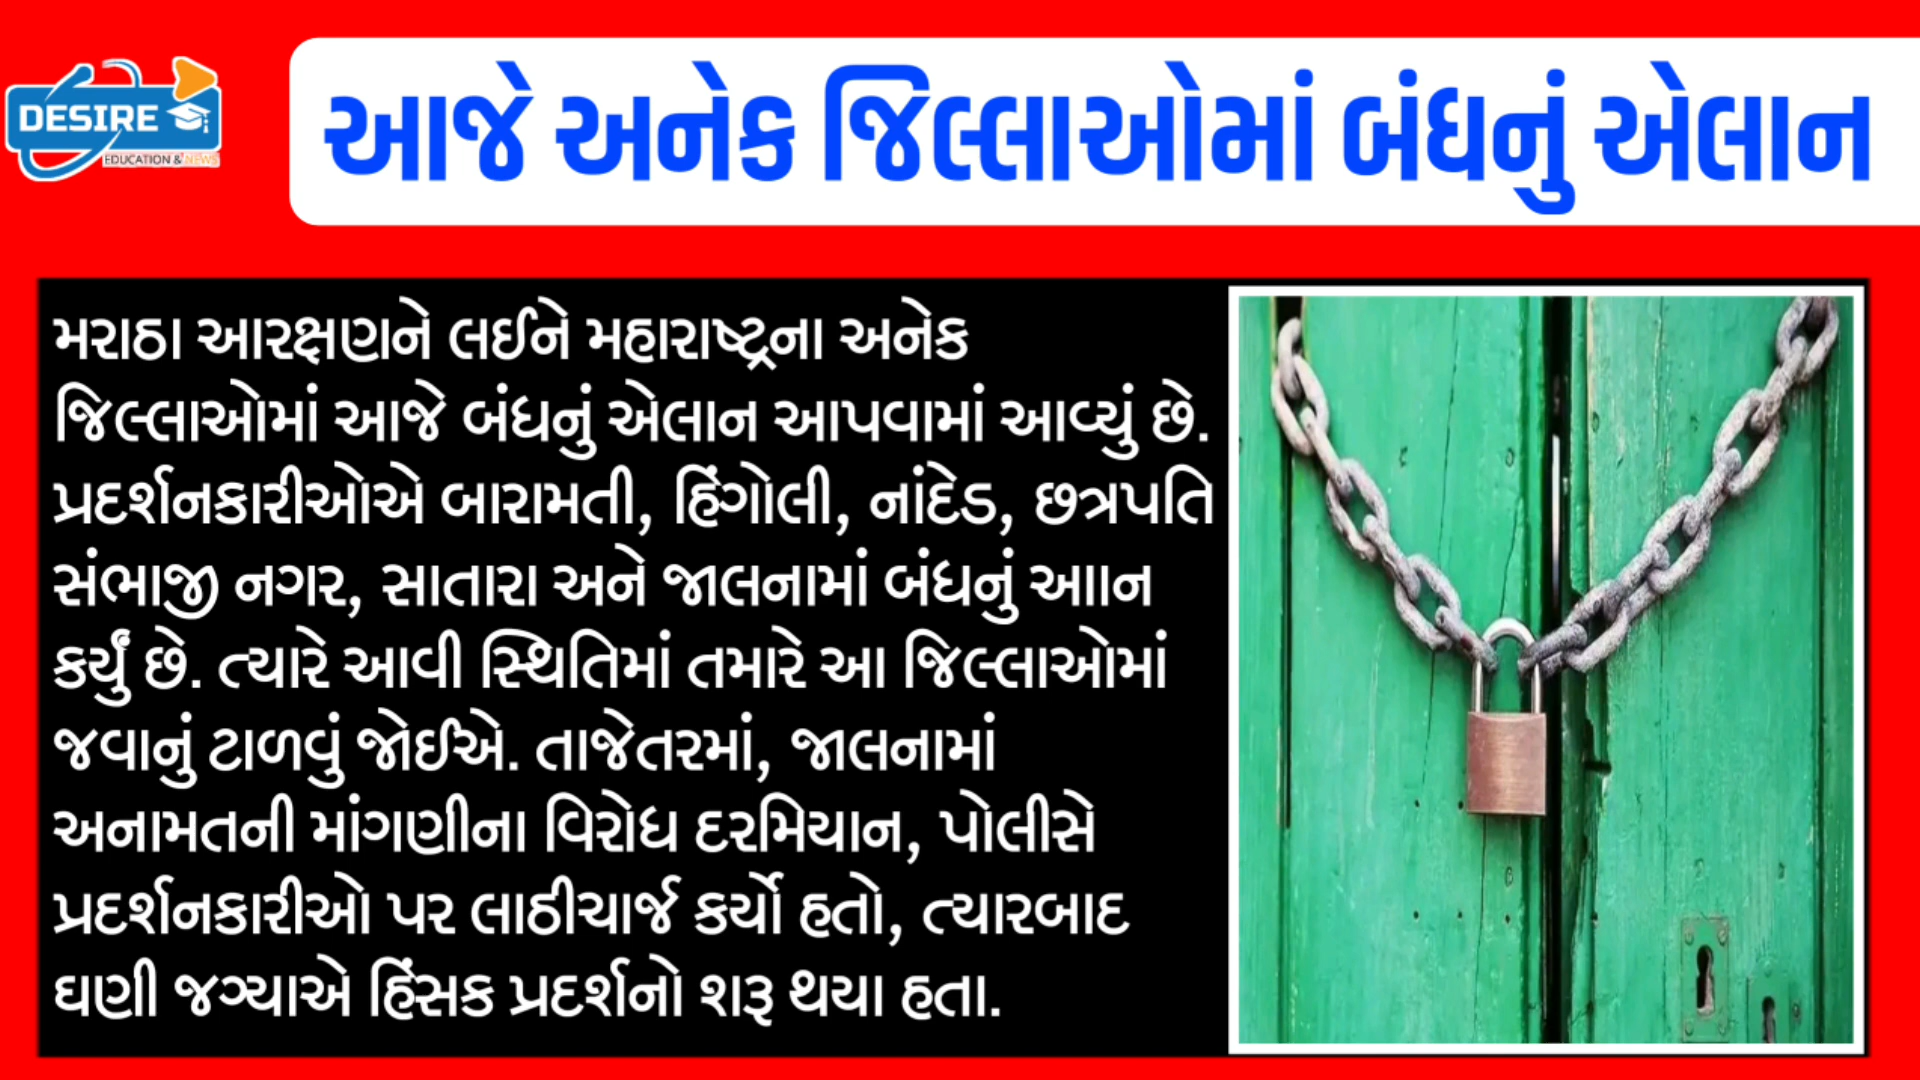 DESIRE
EDUCATION & NEWS
આજે અનેક જિલ્લાઓમાં બંધનું એલાન
મરાઠા આરક્ષણને લઈને મહારાષ્ટ્રના અનેક
જિલ્લાઓમાં આજે બંધનું એલાન આપવામાં આવ્યું છે.
પ્રદર્શનકારીઓએ બારામતી, હિંગોલી, નાંદેડ, છત્રપતિ
સંભાજી નગર, સાતારા અને જાલનામાં બંધનું આાન
કર્યું છે. ત્યારે આવી સ્થિતિમાં તમારે આ જિલ્લાઓમાં
જવાનું ટાળવું જોઈએ. તાજેતરમાં, જાલનામાં
અનામતની માંગણીના વિરોધ દરમિયાન, પોલીસે
પ્રદર્શનકારીઓ પર લાઠીચાર્જ કર્યો હતો, ત્યારબાદ
ઘણી જગ્યાએ હિંસક પ્રદર્શનો શરૂ થયા હતા.